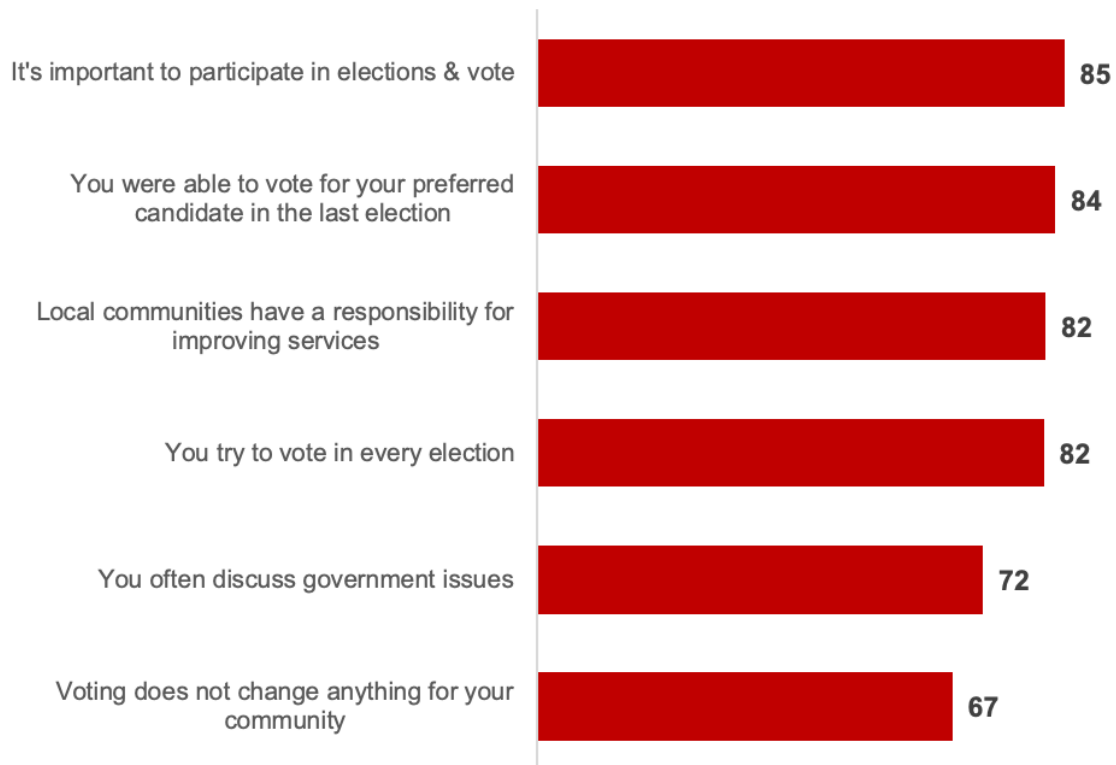 It's important to participate in elections & vote
85
You were able to vote for your preferred
candidate in the last election
84
Local communities have a responsibility for
improving services
82
You try to vote in every election
82
You often discuss government issues
72
Voting does not change anything for your
community
67